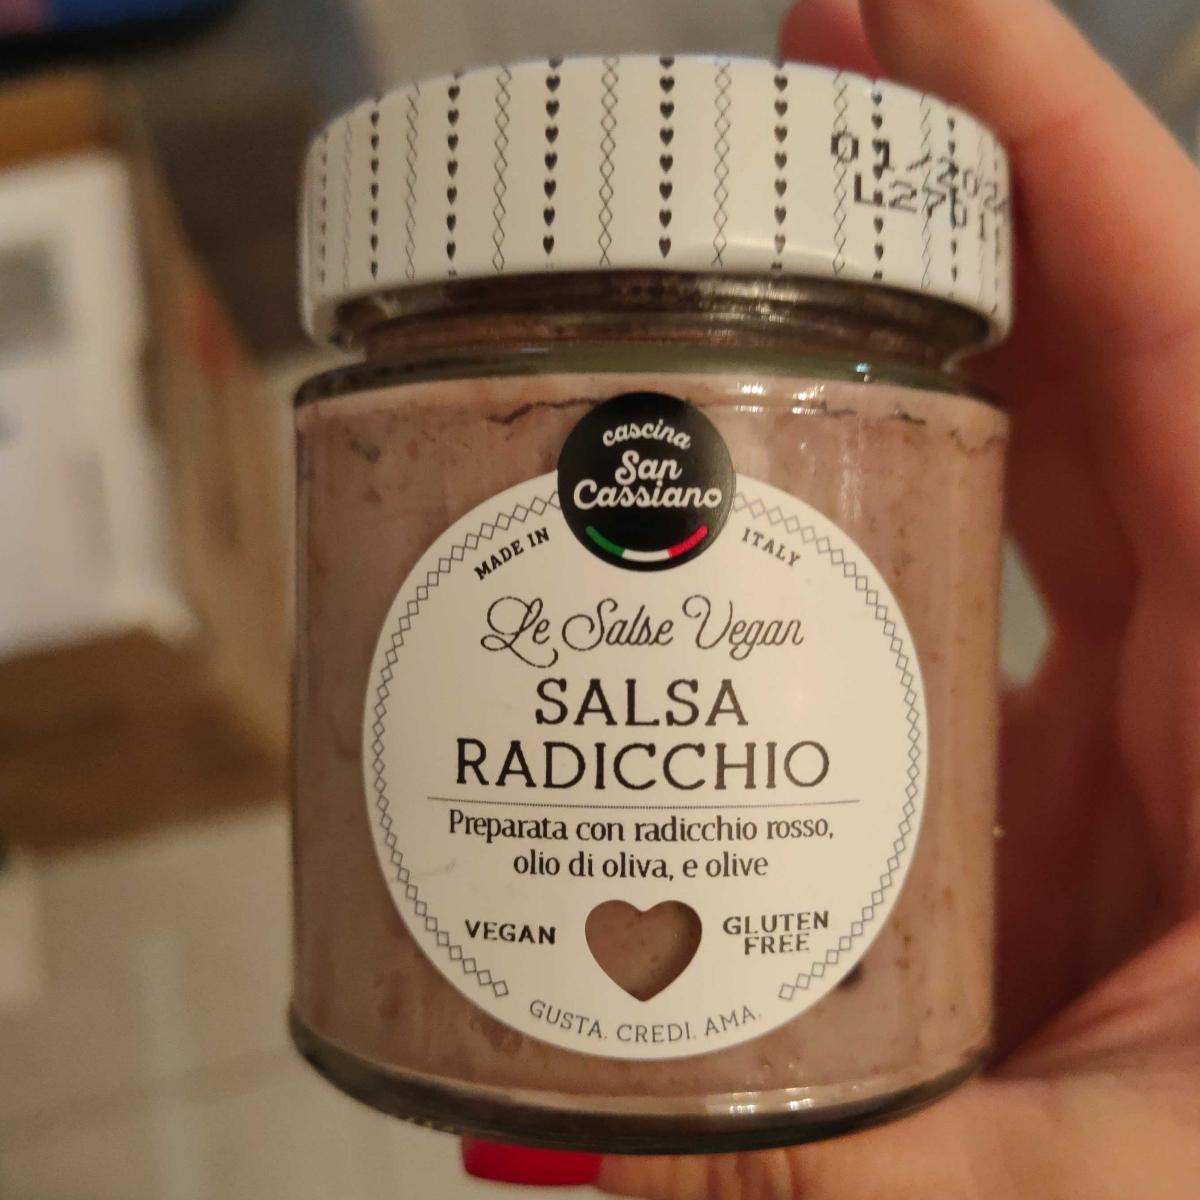 cascina
San
Cassiano
MADE IN ITALY
Le Salse Vegan
SALSA
RADICCHIO
Preparata con radicchio rosso,
olio di oliva, e olive
VEGAN
GLUTEN
FREE
GUSTA. CREDI. AMA.